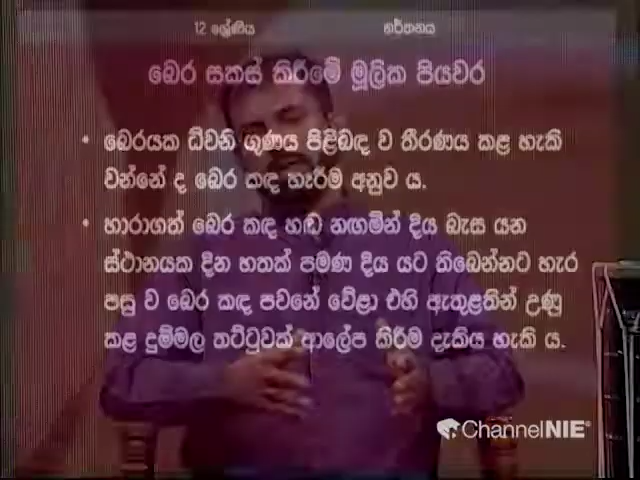 12 ශ්‍රේණිය නර්තනය
බෙර සකස් කිරීමේ මූලික පියවර
• බෙරයක ධ්වනි ගුණය පිළිබඳ ව තීරණය කළ හැකි
වන්නේ ද බෙර කඳ හෑරීම අනුව ය.
• හාරාගත් බෙර කඳ හඬු නඟමින් දිය බැස යන
ස්ථානයක දින හතක් පමණ දිය යට තිබෙන්නට හැර
පසු ව බෙර කඳ පවනේ වේළා එහි ඇතුළතින් උණු
කළ දුම්මල තට්ටුවක් ආලේප කිරීම දැකිය හැකි ය.
ChannelNIE